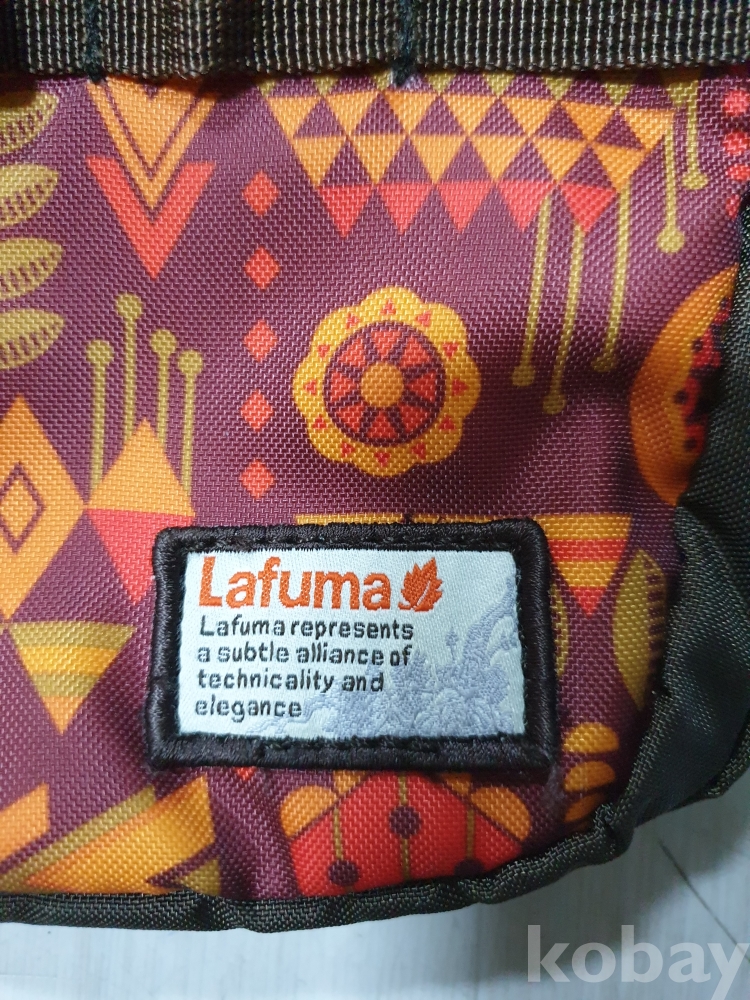 Lafuma
Lafuma represents
a subtle alliance of
technicality and
elegance
kobay